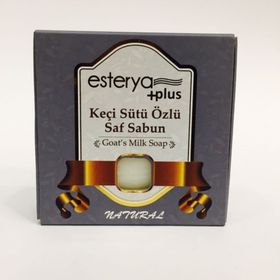 esterya
+plus
Keçi Sütü Özlü
Saf Sabun
Goat's Milk Soap
NATURAL